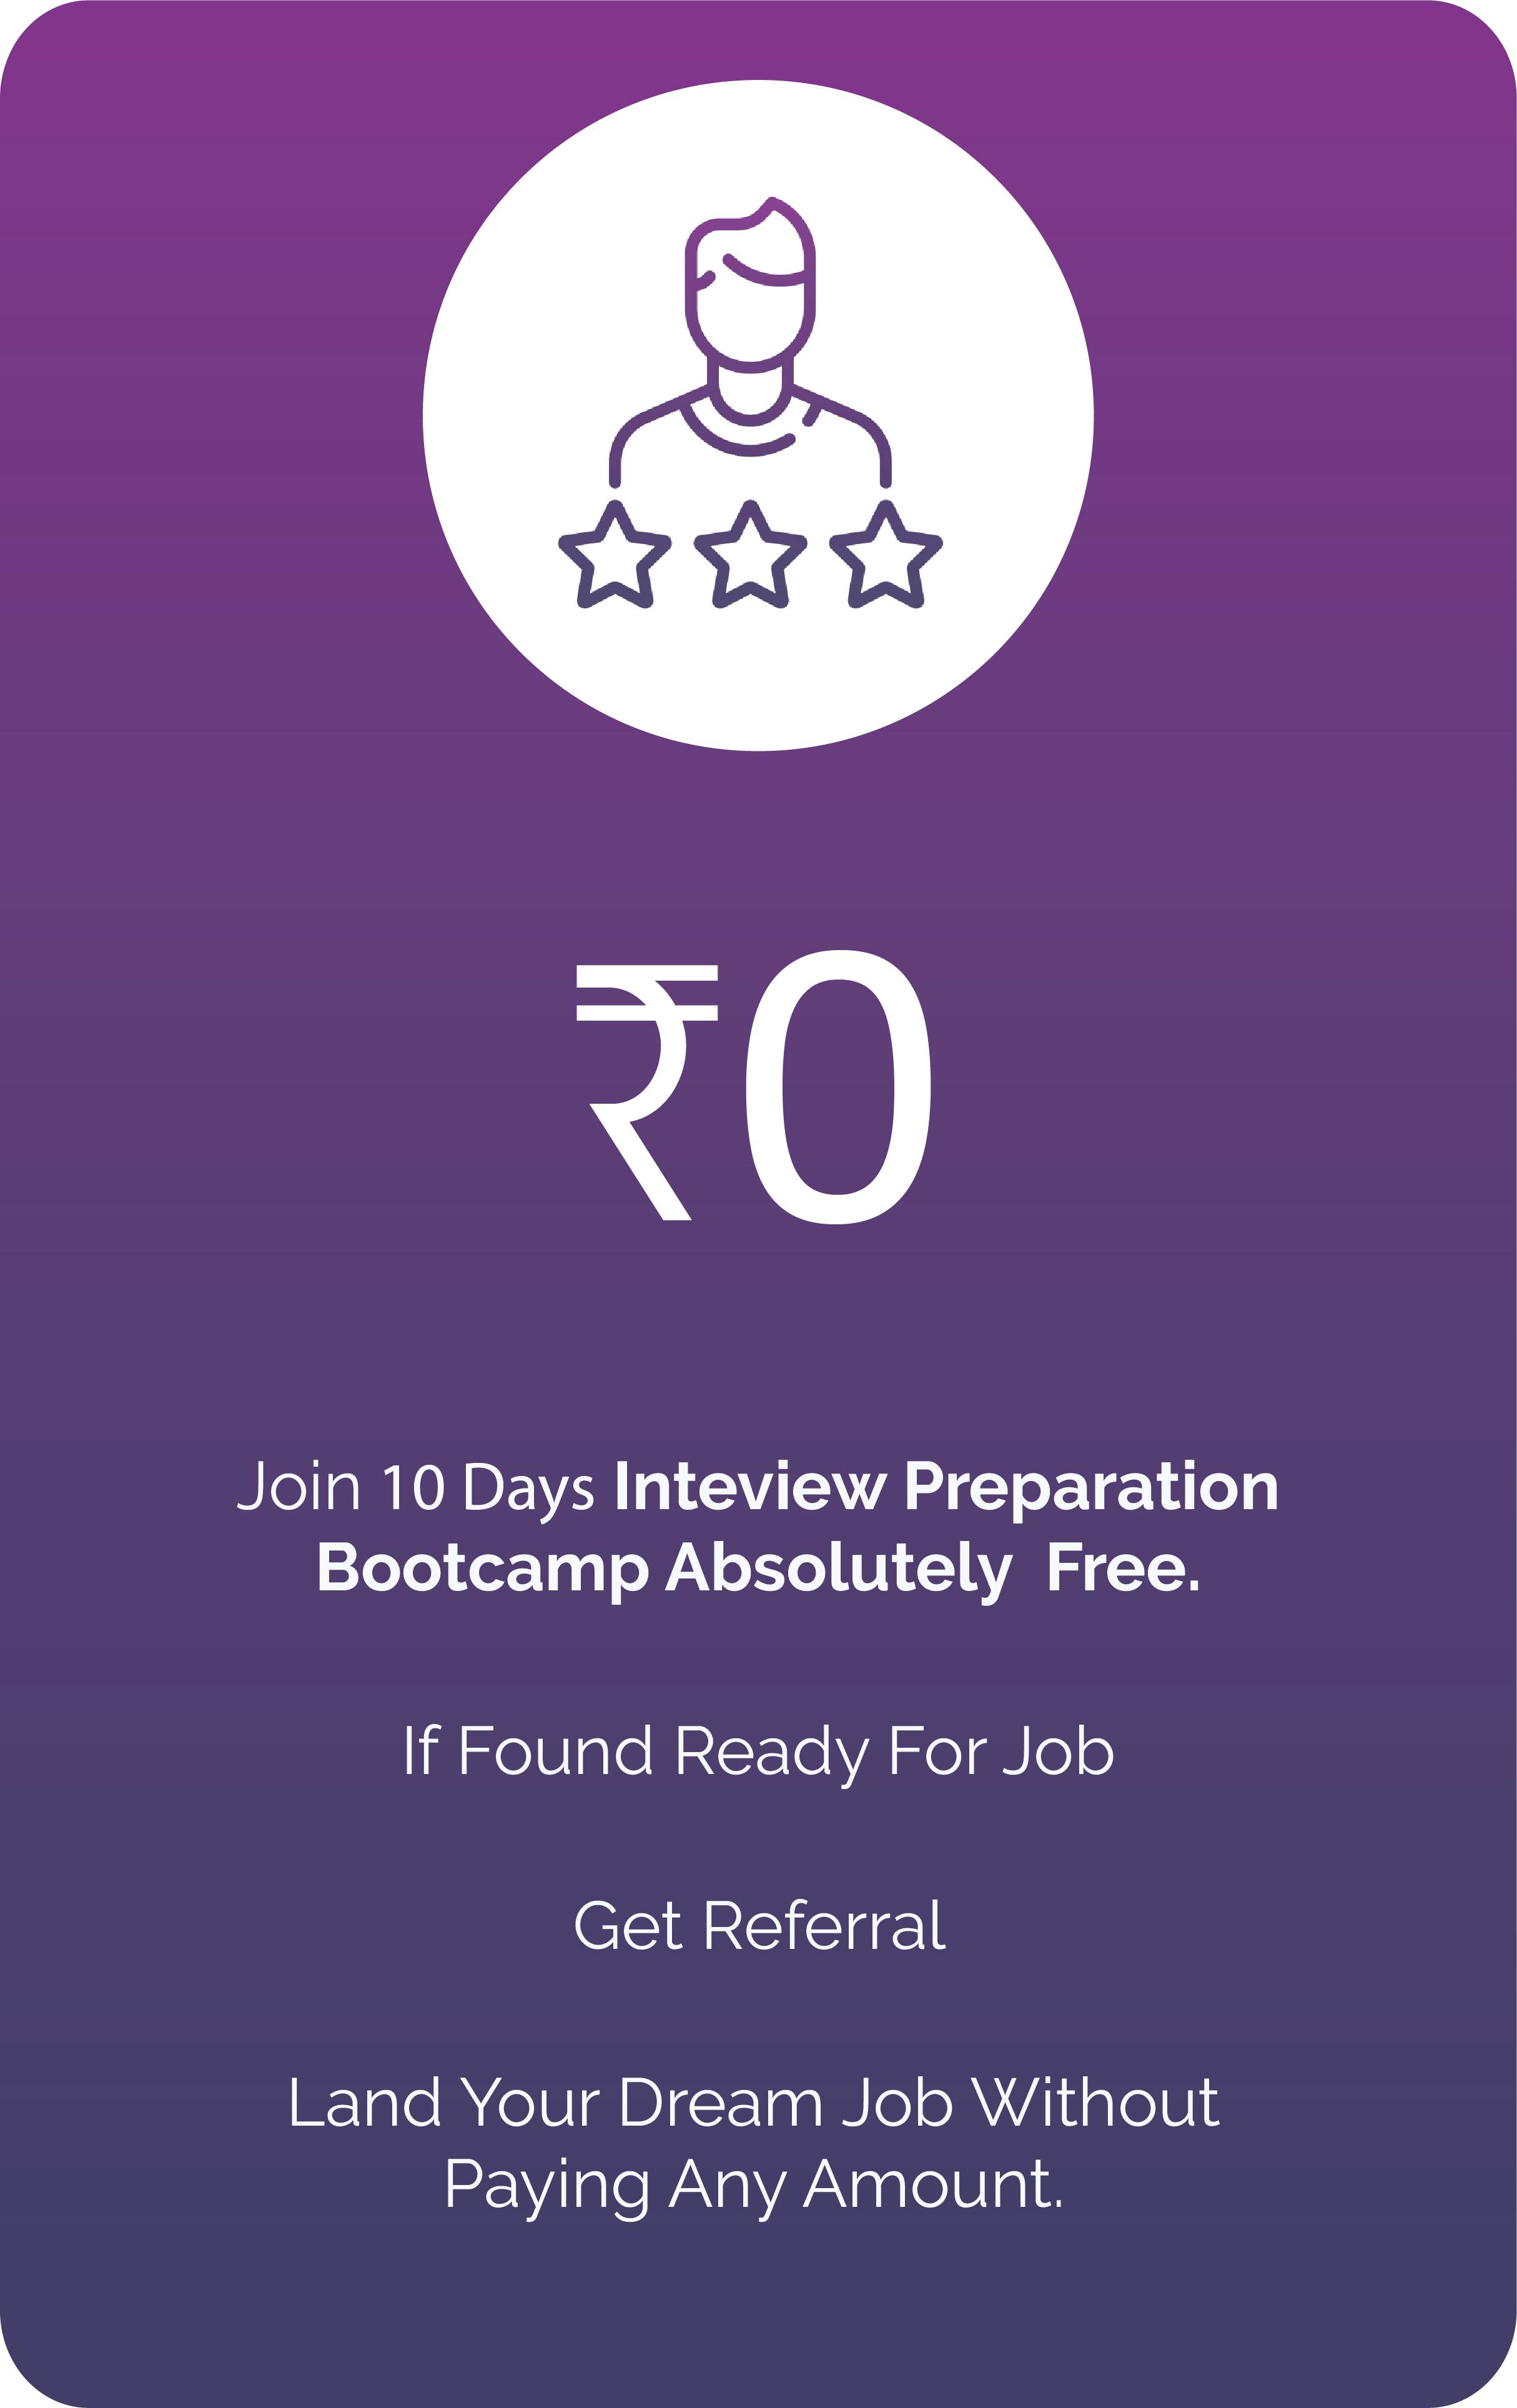 ₹0
Join 10 Days Inteview Preparation
Bootcamp Absolutely Free.
If Found Ready For Job
Get Referral
Land Your Dream Job Without
Paying Any Amount.